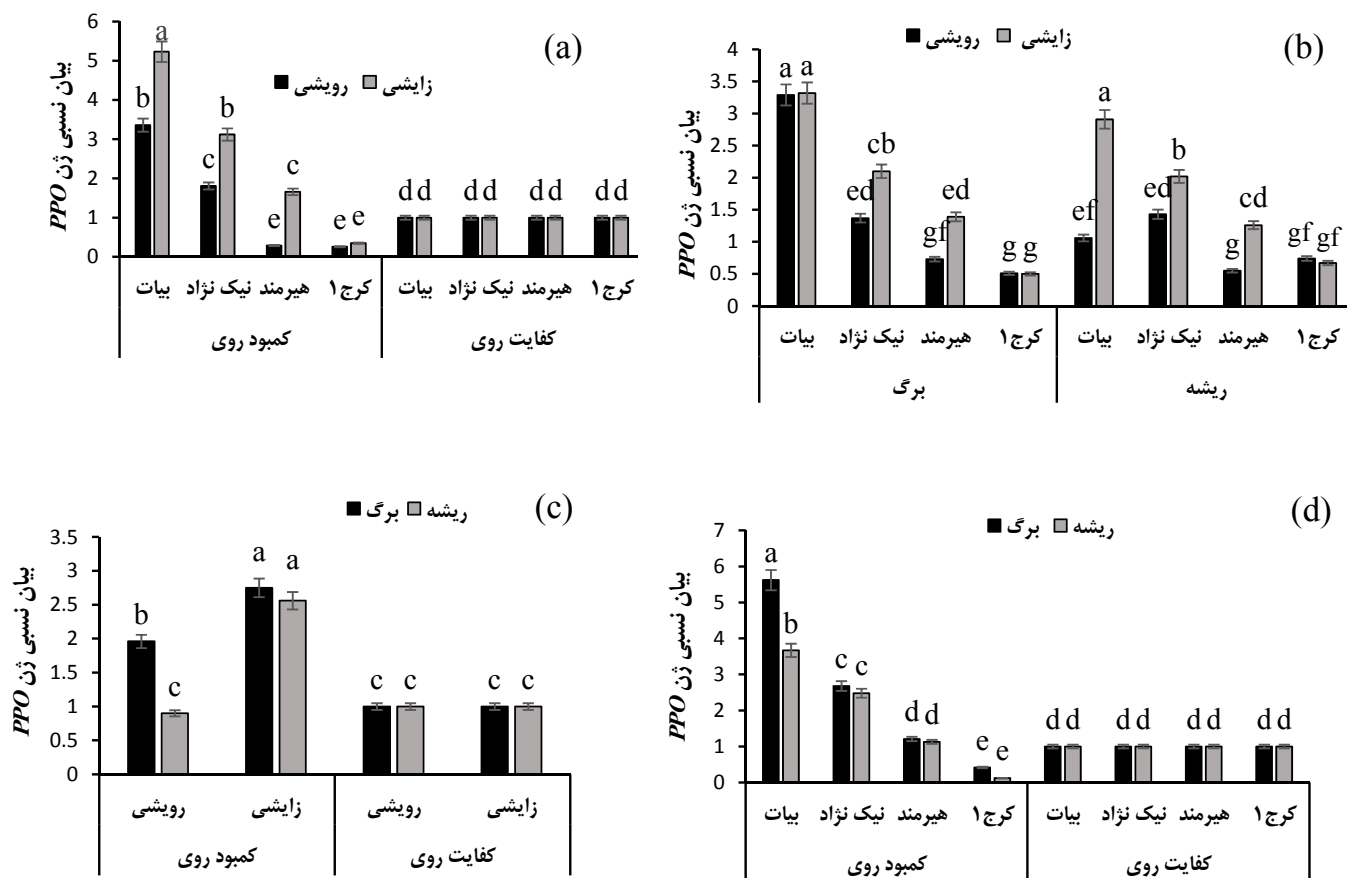 (a)
رویشی زایشی
بیان نسبی ژن PPO
6
5
4
3
2
1
0
b a c b e c e e d d d d d d d d
بیات نیک نژاد هیرمند کرج۱ بیات نیک نژاد هیرمند کرج۱
کمبود روی کفایت روی
(b)
رویشی زایشی
بیان نسبی ژن PPO
4
3.5
3
2.5
2
1.5
1
0.5
0
a a ed cb gf ed g g ef a ed b g cd gf gf
بیات نیک نژاد هیرمند کرج۱ بیات نیک نژاد هیرمند کرج۱
برگ ریشه
(c)
برگ ریشه
بیان نسبی ژن PPO
3.5
3
2.5
2
1.5
1
0.5
0
b c a a c c c c
رویشی زایشی رویشی زایشی
کمبود روی کفایت روی
(d)
برگ ریشه
بیان نسبی ژن PPO
7
6
5
4
3
2
1
0
a b c c d d e e d d d d d d d d
بیات نیک نژاد هیرمند کرج۱ بیات نیک نژاد هیرمند کرج۱
کمبود روی کفایت روی